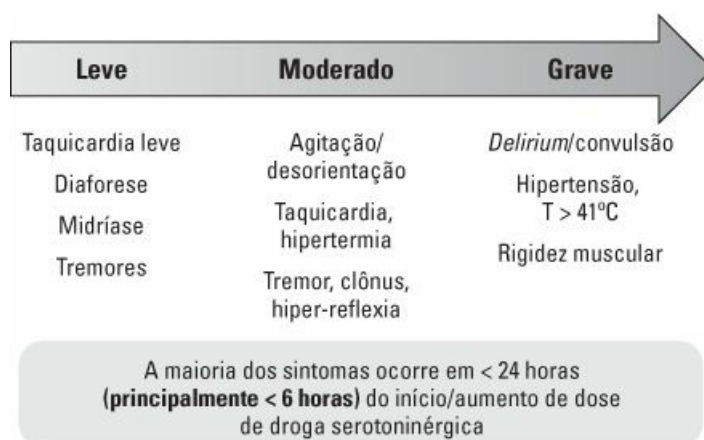 Leve
Moderado
Grave
Taquicardia leve
Diaforese
Midríase
Tremores
Agitação/
desorientação
Taquicardia,
hipertermia
Tremor, clônus,
hiper-reflexia
Delirium/convulsão
Hipertensão,
T > 41ºC
Rigidez muscular
A maioria dos sintomas ocorre em < 24 horas
(principalmente < 6 horas) do início/aumento de dose
de droga serotoninérgica